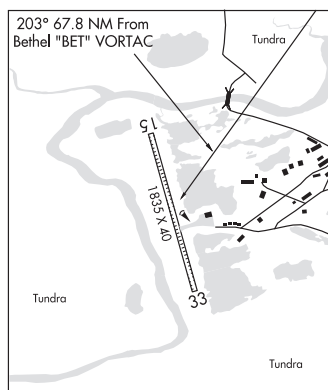 203° 67.8 NM From
Bethel "BET" VORTAC
Tundra
15
1835 X 40
33
Tundra
Tundra